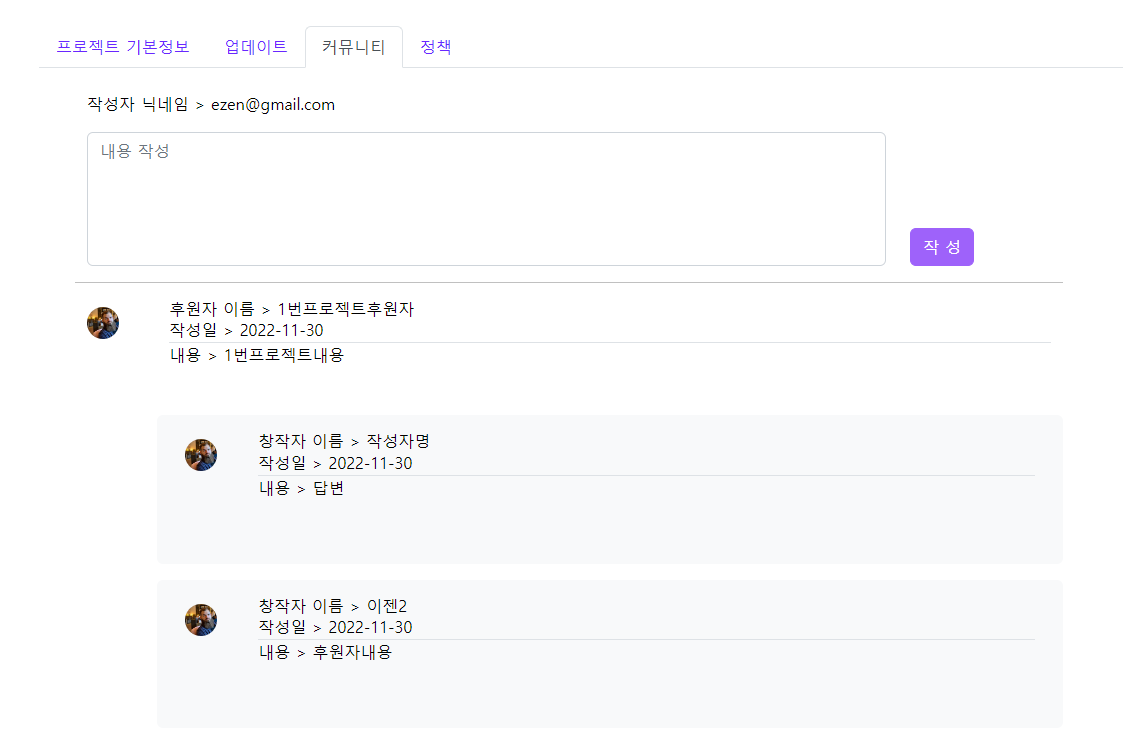 프로젝트 기본정보 업데이트 커뮤니티 정책
작성자 닉네임 > ezen@gmail.com
내용 작성
작 성
후원자 이름 > 1번프로젝트후원자
작성일 > 2022-11-30
내용 > 1번프로젝트내용
창작자 이름 > 작성자명
작성일 > 2022-11-30
내용 > 답변
창작자 이름 > 이젠2
작성일 > 2022-11-30
내용 > 후원자내용